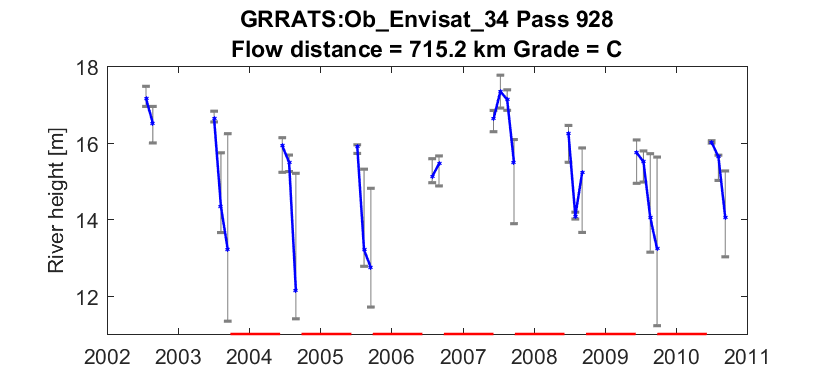 GRRATS:Ob_Envisat_34 Pass 928
Flow distance = 715.2 km Grade = C
River height [m]
18
16
14
12
2002 2003 2004 2005 2006 2007 2008 2009 2010 2011